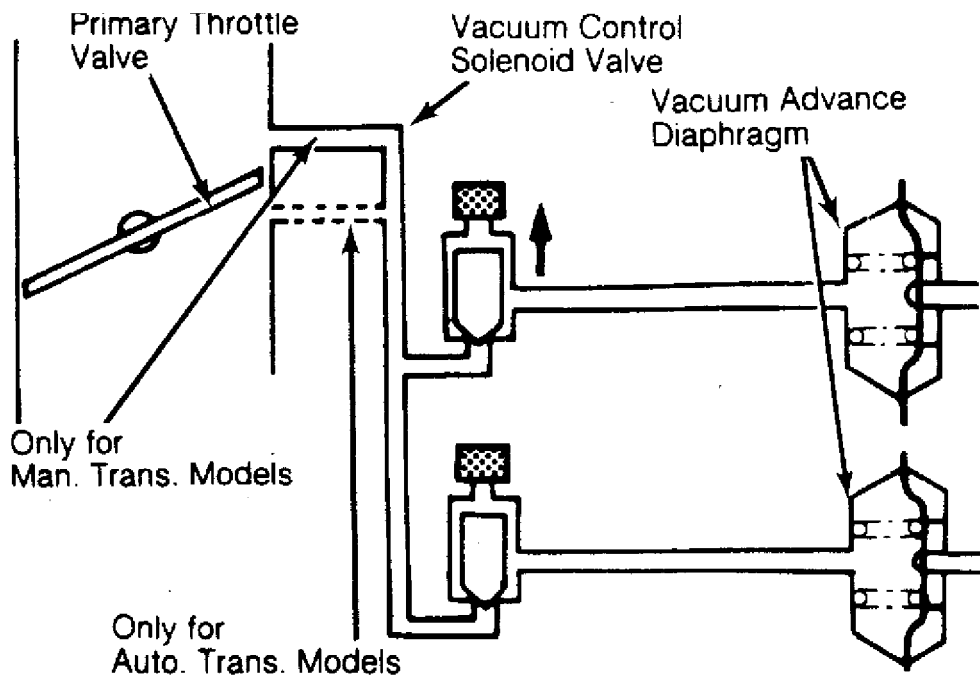 Primary Throttle
Valve
Vacuum Control
Solenoid Valve
Vacuum Advance
Diaphragm
Only for
Man. Trans. Models
Only for
Auto. Trans. Models